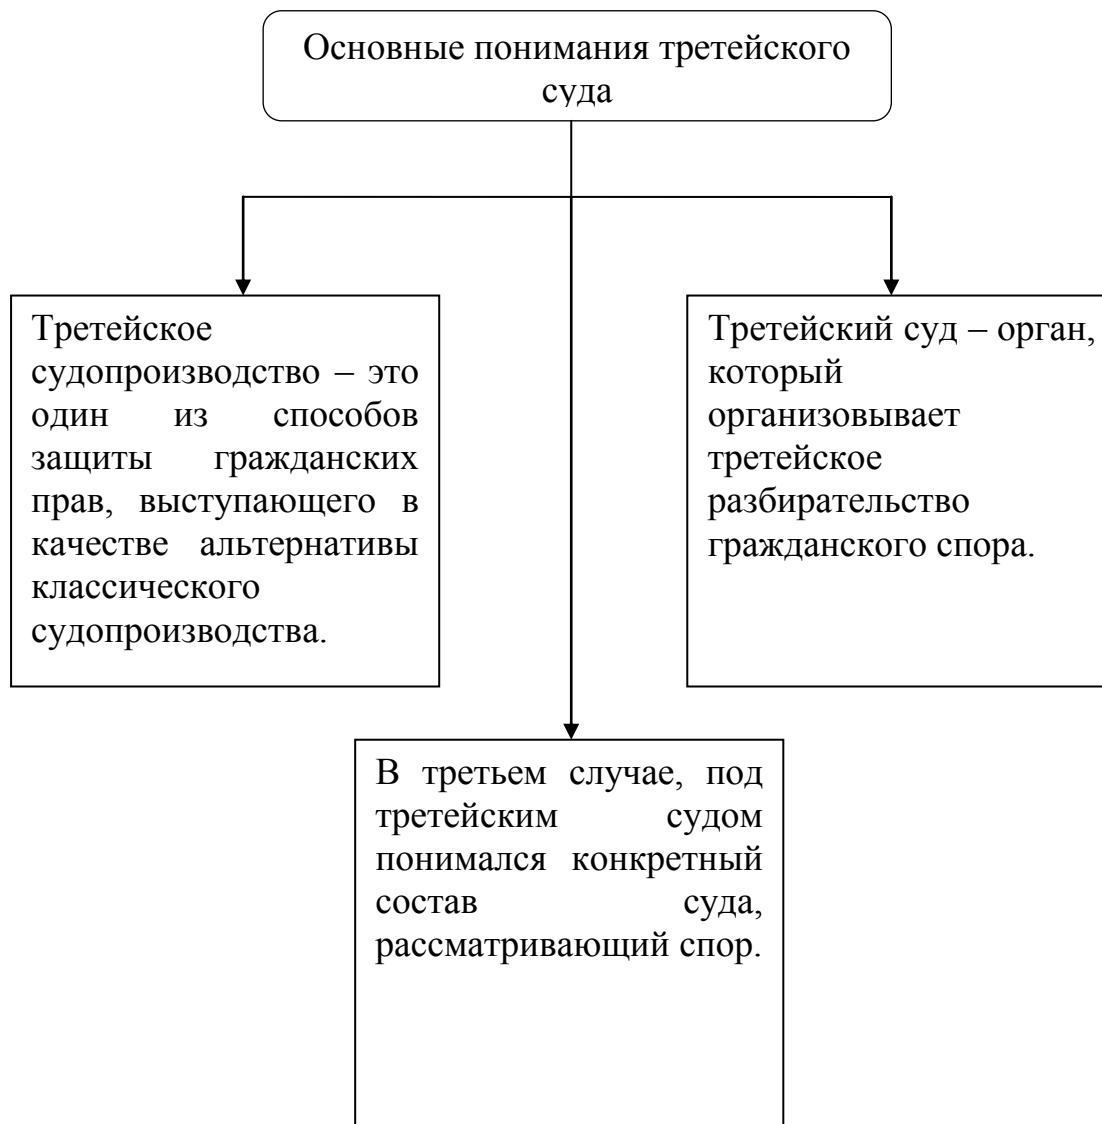 Основные понимания третейского
суда
Третейское
судопроизводство – это
один из способов
защиты гражданских
прав, выступающего в
качестве альтернативы
классического
судопроизводства.
Третейский суд – орган,
который
организовывает
третейское
разбирательство
гражданского спора.
В третьем случае, под
третейским судом
понимался конкретный
состав суда,
рассматривающий спор.